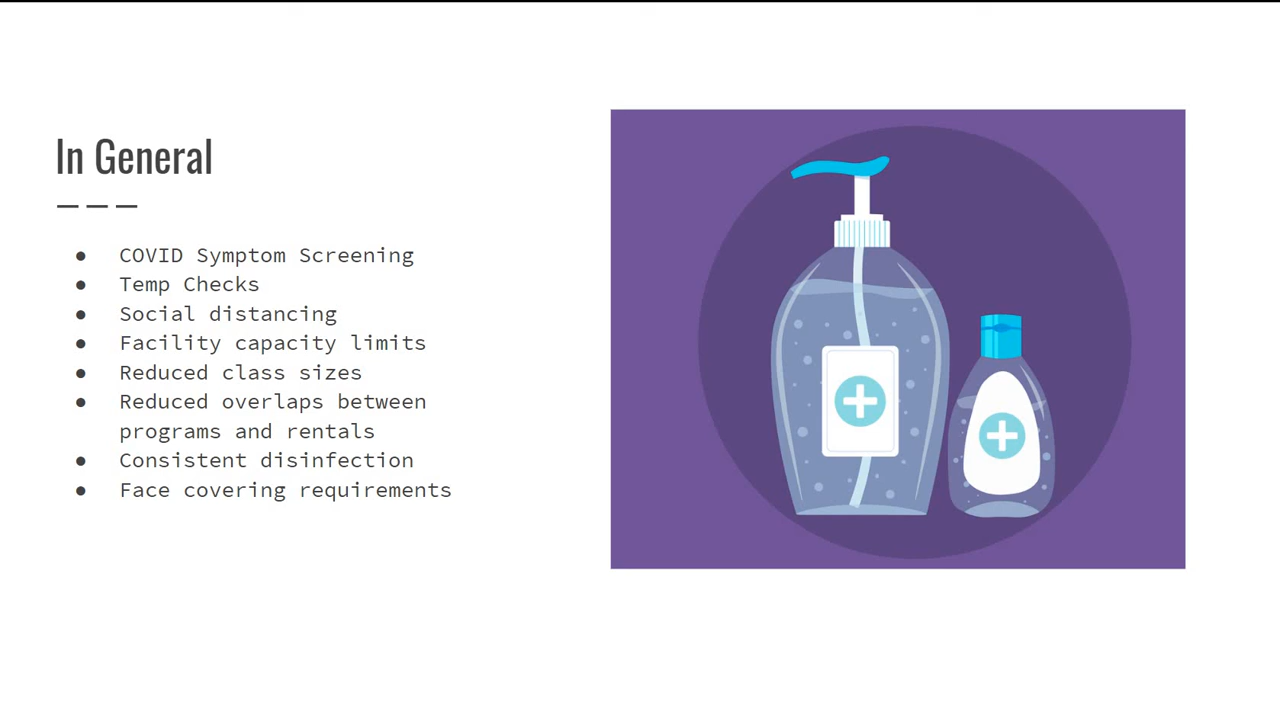 In General
● COVID Symptom Screening
● Temp Checks
● Social distancing
● Facility capacity limits
● Reduced class sizes
● Reduced overlaps between
programs and rentals
● Consistent disinfection
● Face covering requirements